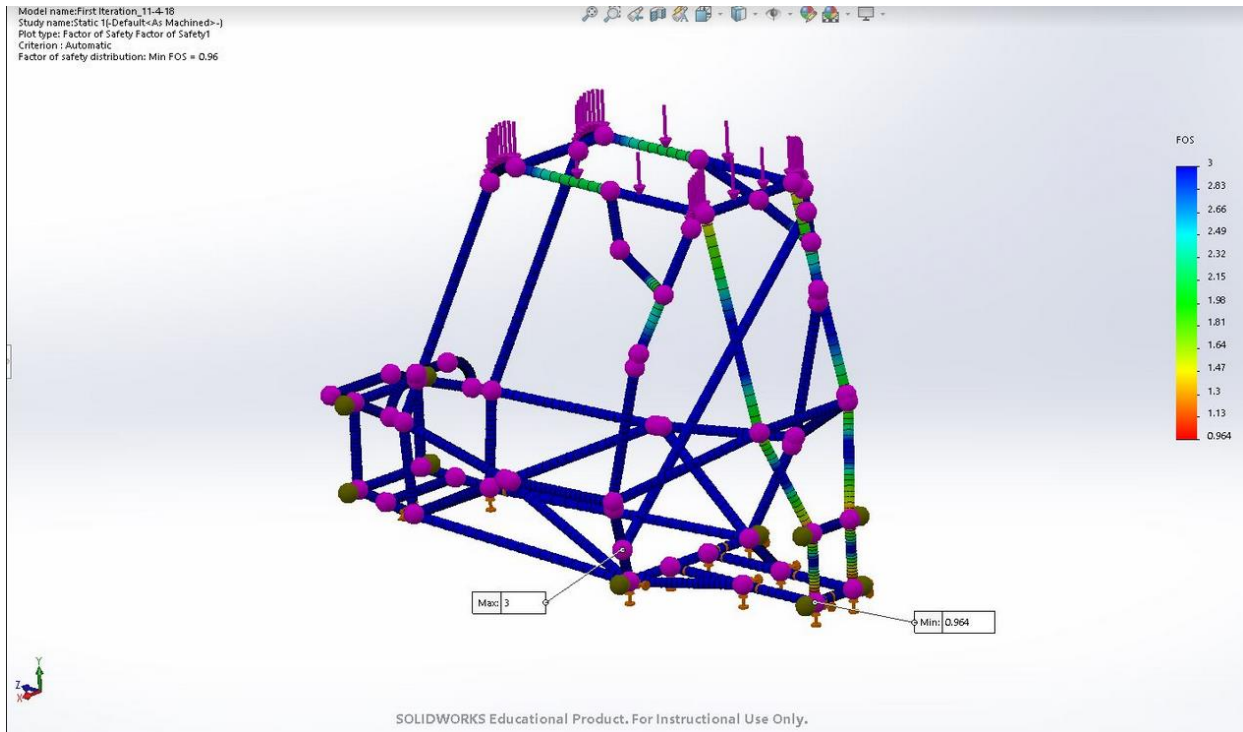 Model name:First Iteration_11-4-18
Study name:Static 1(-Default<As Machined>-)
Plot type: Factor of Safety Factor of Safety1
Criterion : Automatic
Factor of safety distribution: Min FOS = 0.96
FOS
3
2.83
2.66
2.49
2.32
2.15
1.98
1.81
1.64
1.47
1.3
1.13
0.964
Max: 3
Min: 0.964
Y
Z
X
SOLIDWORKS Educational Product. For Instructional Use Only.